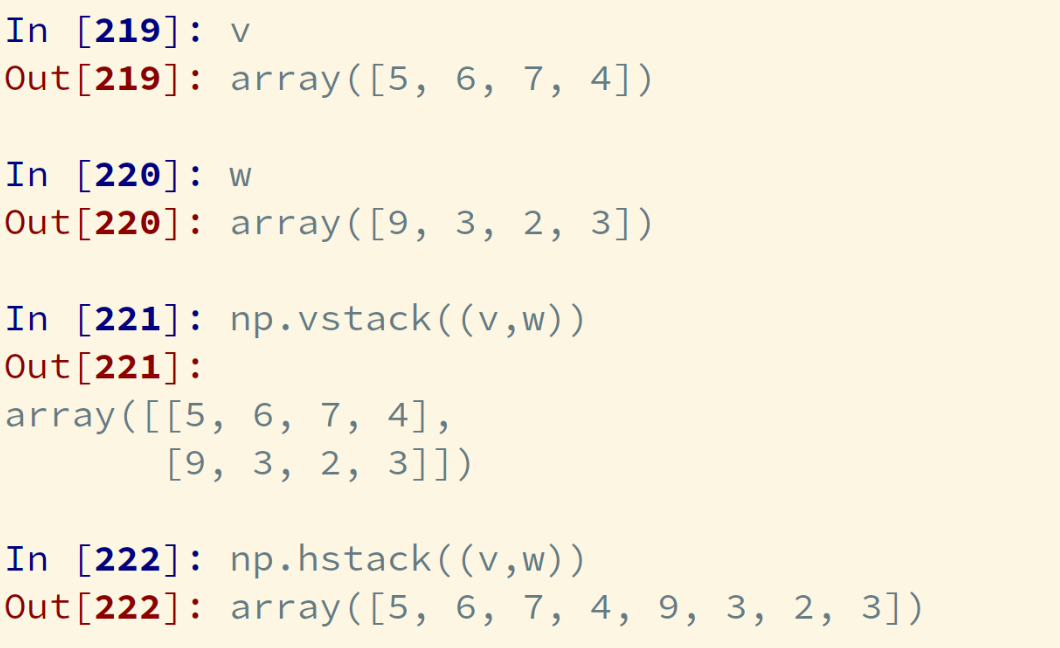 In [219]: v
Out[219]: array([5, 6, 7, 4])
In [220]: w
Out[220]: array([9, 3, 2, 3])
In [221]: np.vstack((v,w))
Out[221]:
array([[5, 6, 7, 4],
       [9, 3, 2, 3]])
In [222]: np.hstack((v,w))
Out[222]: array([5, 6, 7, 4, 9, 3, 2, 3])